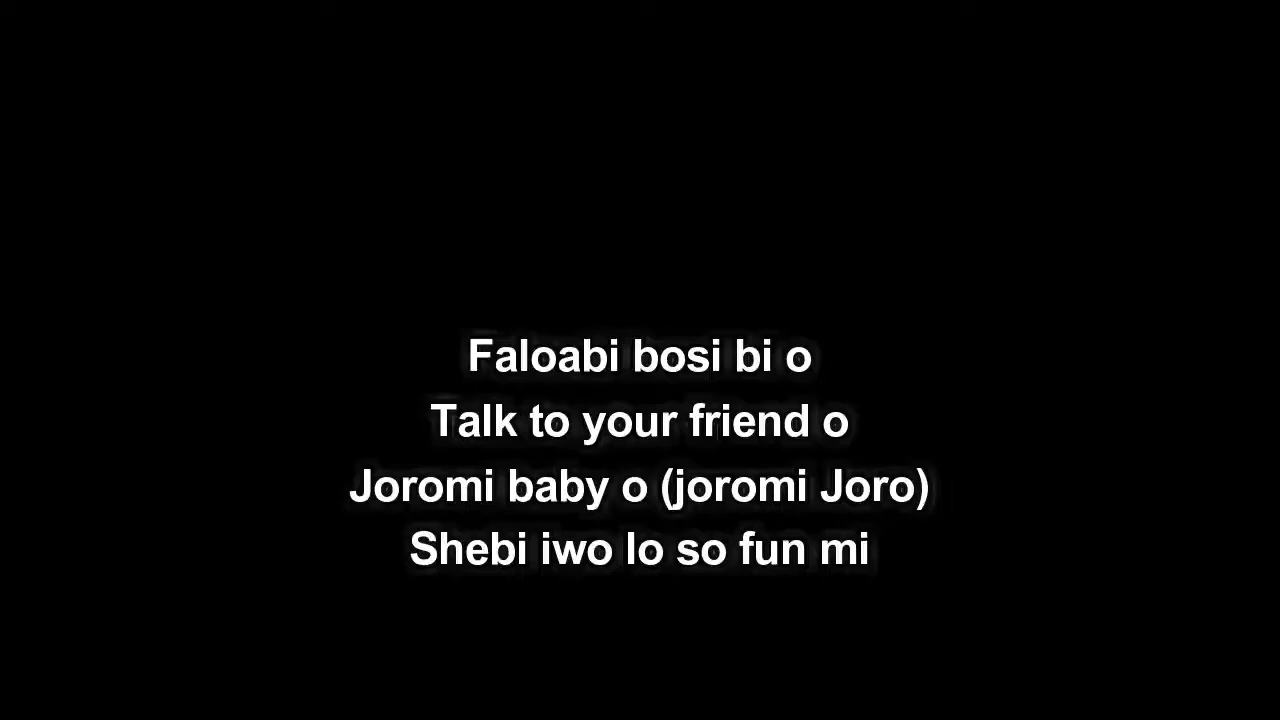 Faloabi bosi bi o
Talk to your friend o
Joromi baby o (joromi Joro)
Shebi iwo lo so fun mi